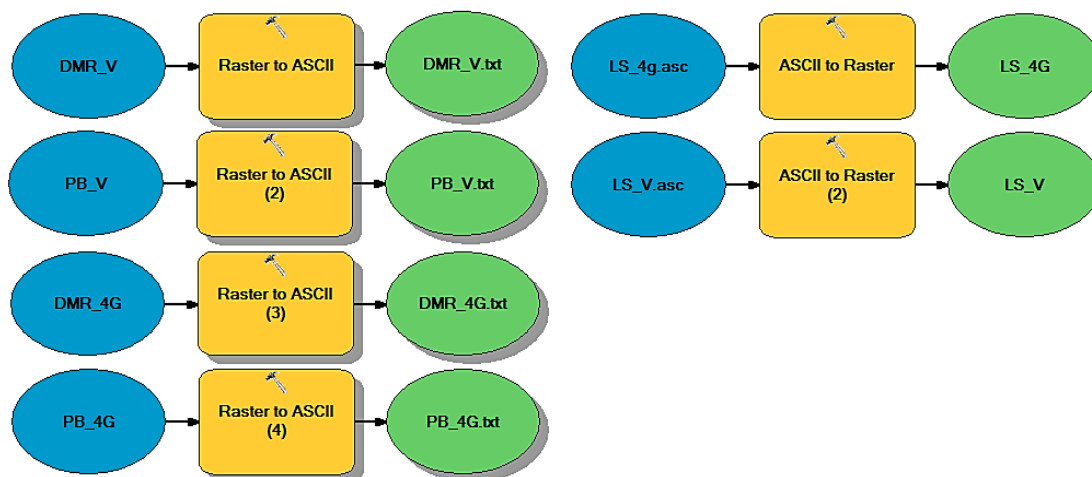 DMR_V
Raster to ASCII
DMR_V.txt
LS_4g.asc
ASCII to Raster
LS_4G
PB_V
Raster to ASCII
(2)
PB_V.txt
LS_V.asc
ASCII to Raster
(2)
LS_V
DMR_4G
Raster to ASCII
(3)
DMR_4G.txt
PB_4G
Raster to ASCII
(4)
PB_4G.txt